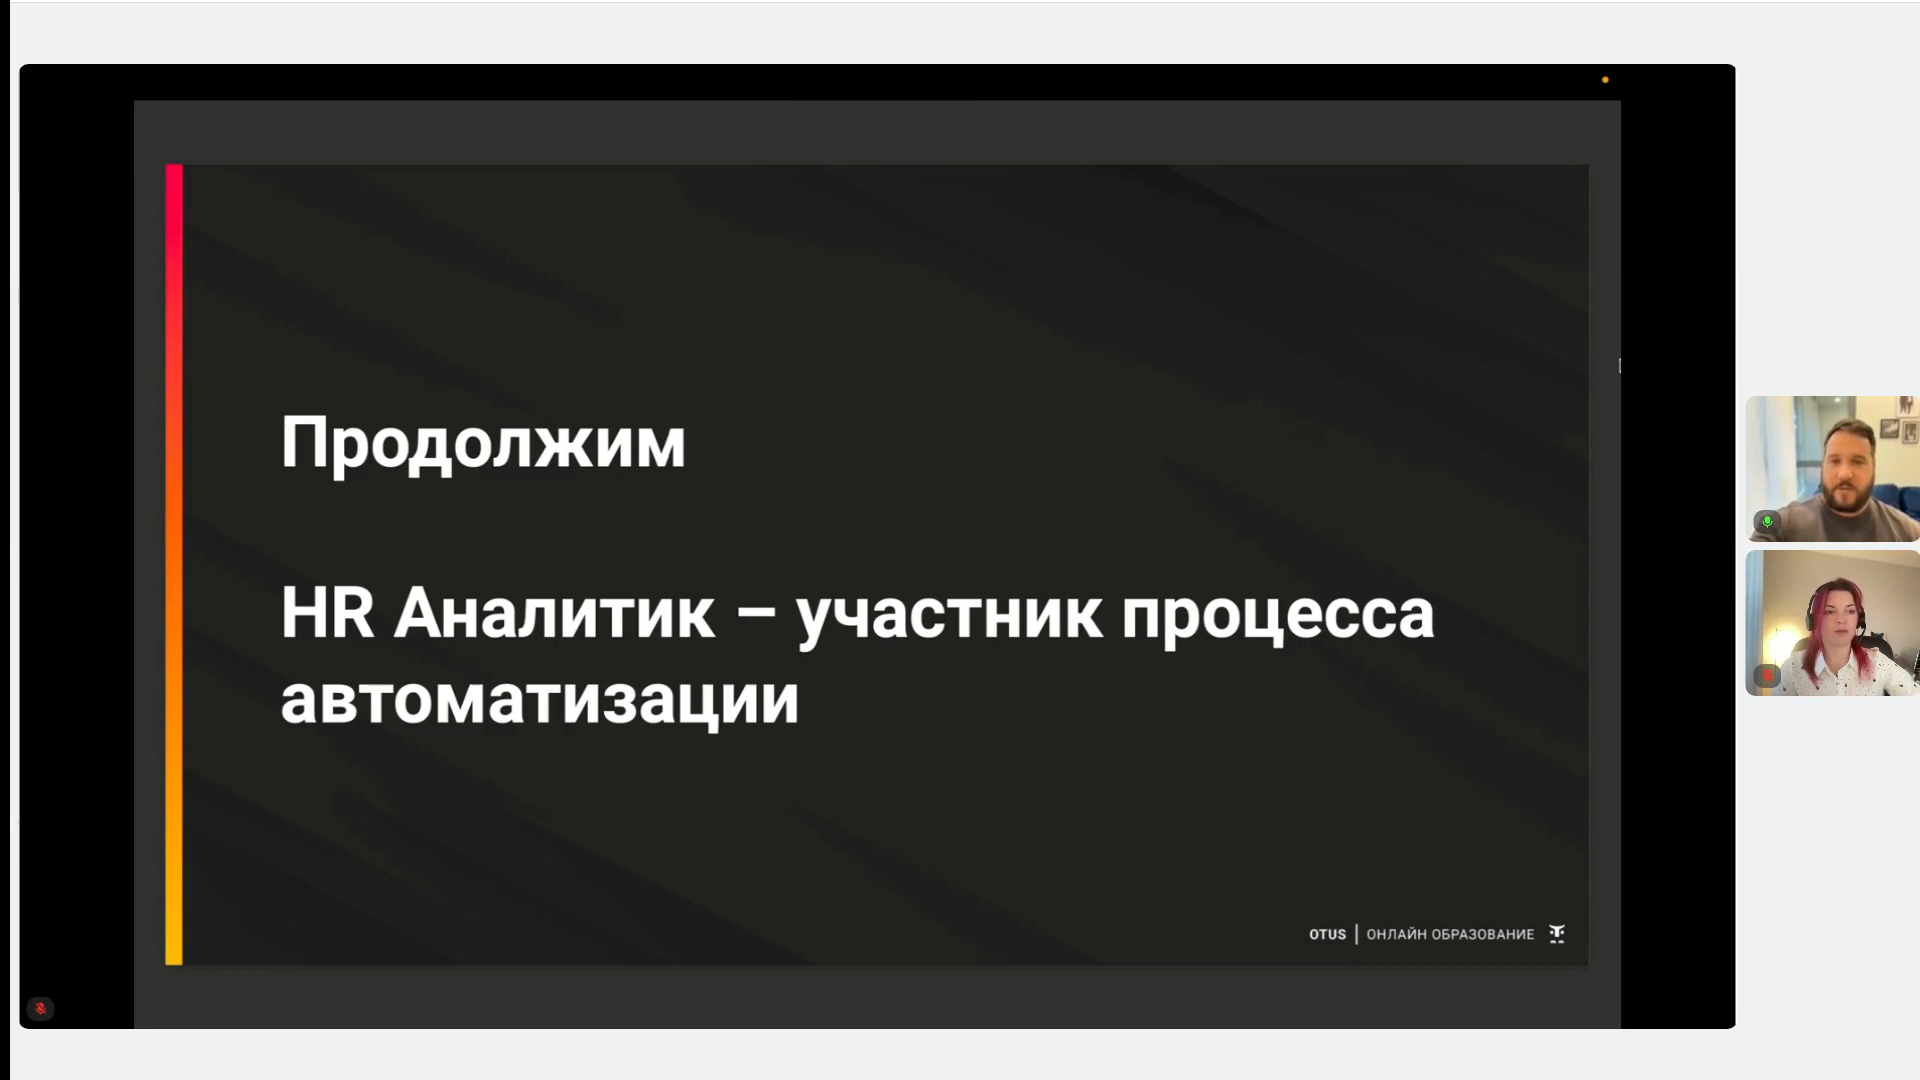 Продолжим
HR Аналитик – участник процесса
автоматизации
OTUS | ОНЛАЙН ОБРАЗОВАНИЕ